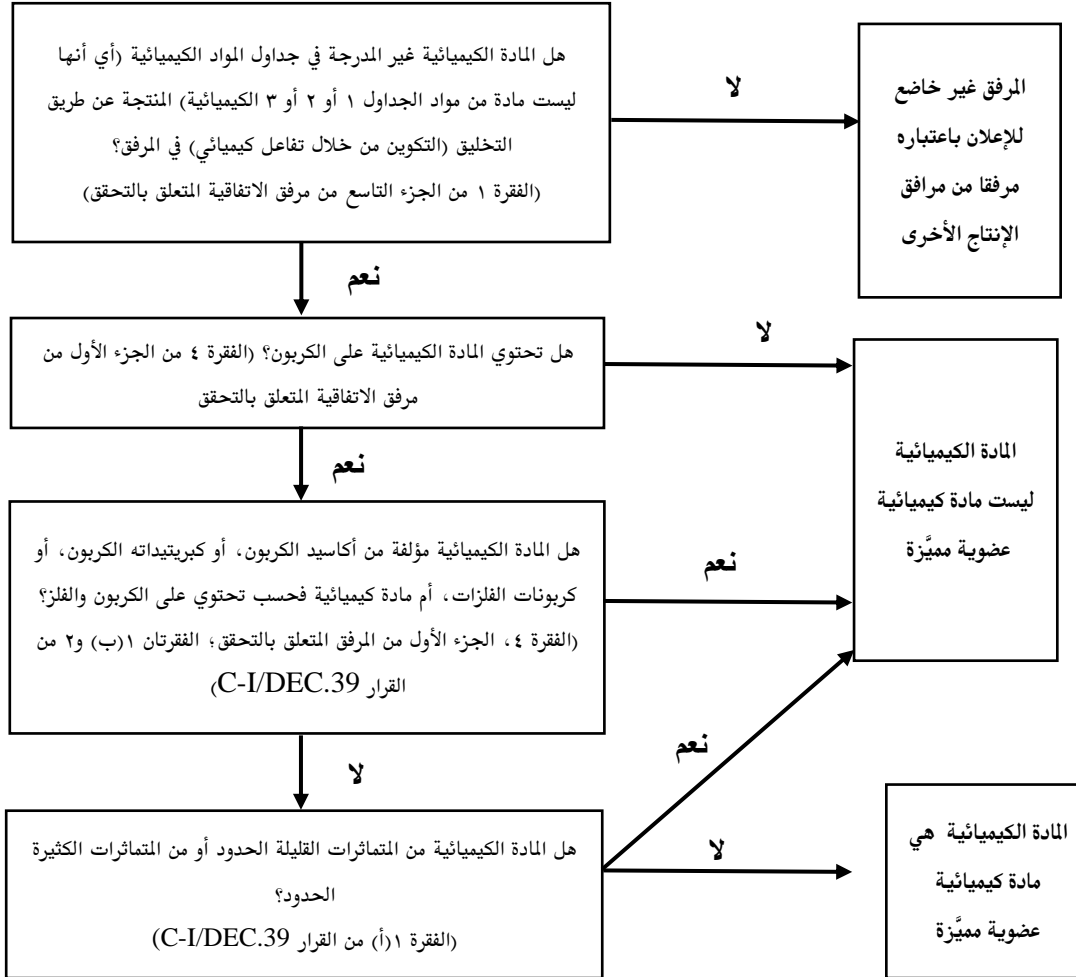 هل المادة الكيميائية غير المدرجة في جداول المواد الكيميائية (أي أنها
ليست مادة من مواد الجداول ١ أو ٢ أو ٣ الكيميائية) المنتجة عن طريق
التخليق (التكوين من خلال تفاعل كيميائي) في المرفق؟
(الفقرة ١ من الجزء التاسع من مرفق الاتفاقية المتعلق بالتحقق)
لا
المرفق غير خاضع
للإعلان باعتباره
مرفقا من مرافق
الإنتاج الأخرى
نعم
هل تحتوي المادة الكيميائية على الكربون؟ (الفقرة ٤ من الجزء الأول من
مرفق الاتفاقية المتعلق بالتحقق
لا
المادة الكيميائية
ليست مادة كيميائية
عضوية مميَّزة
نعم
هل المادة الكيميائية مؤلفة من أكاسيد الكربون، أو كبريتيداته الكربون، أو
كربونات الفلزات، أم مادة كيميائية فحسب تحتوي على الكربون والفلز؟
(الفقرة ٤، الجزء الأول من المرفق المتعلق بالتحقق؛ الفقرتان ١(ب) و٢ من
القرار C-I/DEC.39)
نعم
لا
نعم
هل المادة الكيميائية من المتماثرات القليلة الحدود أو من المتماثرات الكثيرة
الحدود؟
(الفقرة ١(أ) من القرار C-I/DEC.39)
لا
المادة الكيميائية هي
مادة كيميائية
عضوية مميَّزة